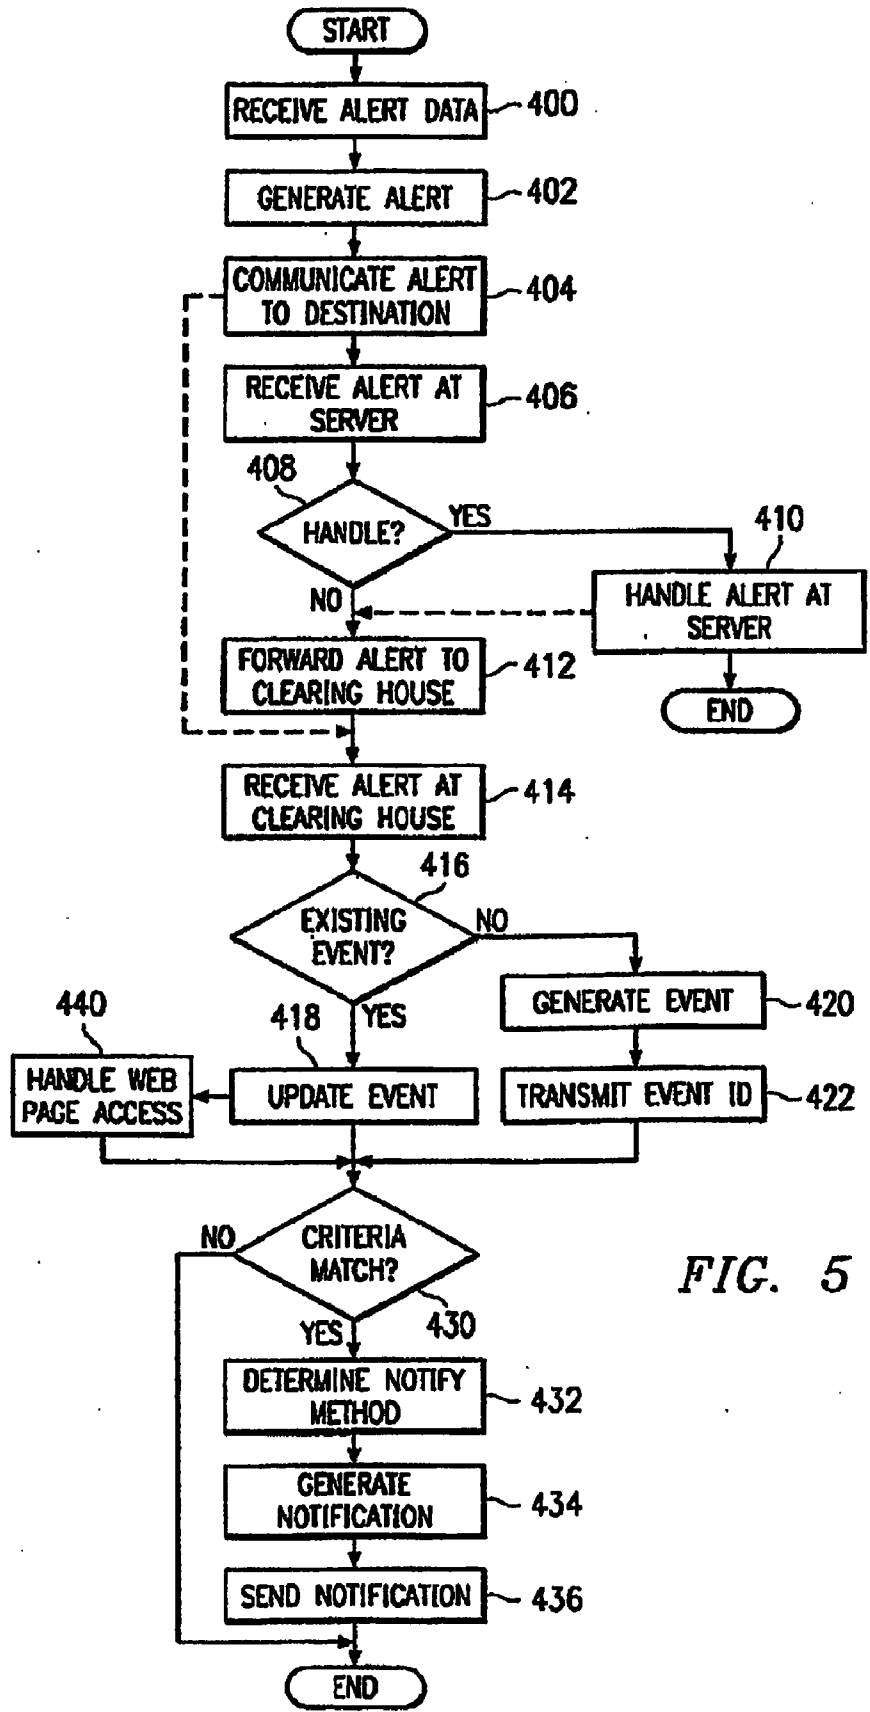 START
RECEIVE ALERT DATA
400
GENERATE ALERT
402
COMMUNICATE ALERT
TO DESTINATION
404
RECEIVE ALERT AT
SERVER
406
408
HANDLE?
YES
NO
410
HANDLE ALERT AT
SERVER
END
FORWARD ALERT TO
CLEARING HOUSE
412
RECEIVE ALERT AT
CLEARING HOUSE
414
416
EXISTING
EVENT?
NO
YES
GENERATE EVENT
420
TRANSMIT EVENT ID
422
418
UPDATE EVENT
440
HANDLE WEB
PAGE ACCESS
CRITERIA
MATCH?
NO
430
YES
FIG. 5
DETERMINE NOTIFY
METHOD
432
GENERATE
NOTIFICATION
434
SEND NOTIFICATION
436
END